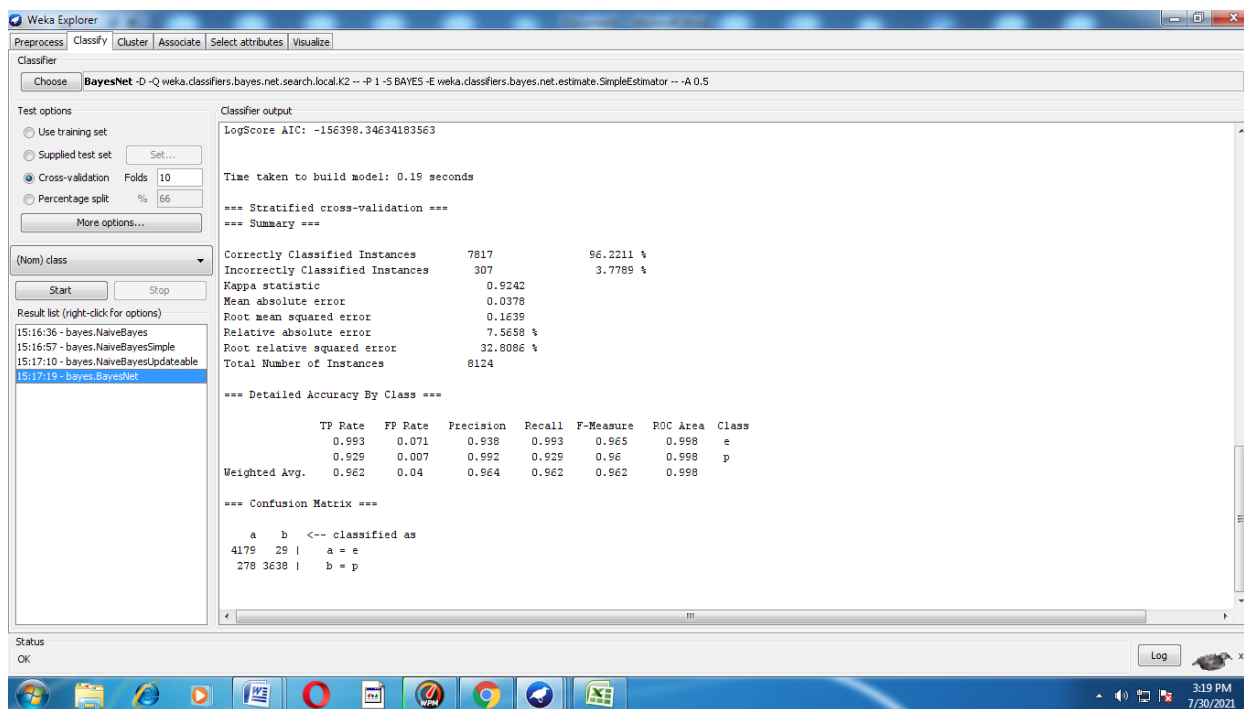 Weka Explorer
Preprocess Classify Cluster Associate Select attributes Visualize
Classifier
Choose BayesNet -D -Q weka.classifiers.bayes.net.search.local.K2 -- -P 1 -S BAYES -E weka.classifiers.bayes.net.estimate.SimpleEstimator -- -A 0.5
Test options
Use training set
Supplied test set Set...
Cross-validation Folds 10
Percentage split % 66
More options...
(Nom) class
Start Stop
Result list (right-click for options)
15:16:36 - bayes.NaiveBayes
15:16:57 - bayes.NaiveBayesSimple
15:17:10 - bayes.NaiveBayesUpdateable
15:17:19 - bayes.BayesNet
Classifier output
LogScore AIC: -156398.34634183563
Time taken to build model: 0.19 seconds
=== Stratified cross-validation ===
=== Summary ===
Correctly Classified Instances 7817 96.2211 %
Incorrectly Classified Instances 307 3.7789 %
Kappa statistic 0.9242
Mean absolute error 0.0378
Root mean squared error 0.1639
Relative absolute error 7.5658 %
Root relative squared error 32.8086 %
Total Number of Instances 8124
=== Detailed Accuracy By Class ===
TP Rate FP Rate Precision Recall F-Measure ROC Area Class
0.993 0.071 0.938 0.993 0.965 0.998 e
0.929 0.007 0.992 0.929 0.96 0.998 p
Weighted Avg. 0.962 0.04 0.964 0.962 0.962 0.998
=== Confusion Matrix ===
a b <-- classified as
4179 29 | a = e
278 3638 | b = p
Status
OK
Log
x 0
WPM
3:19 PM
7/30/2021